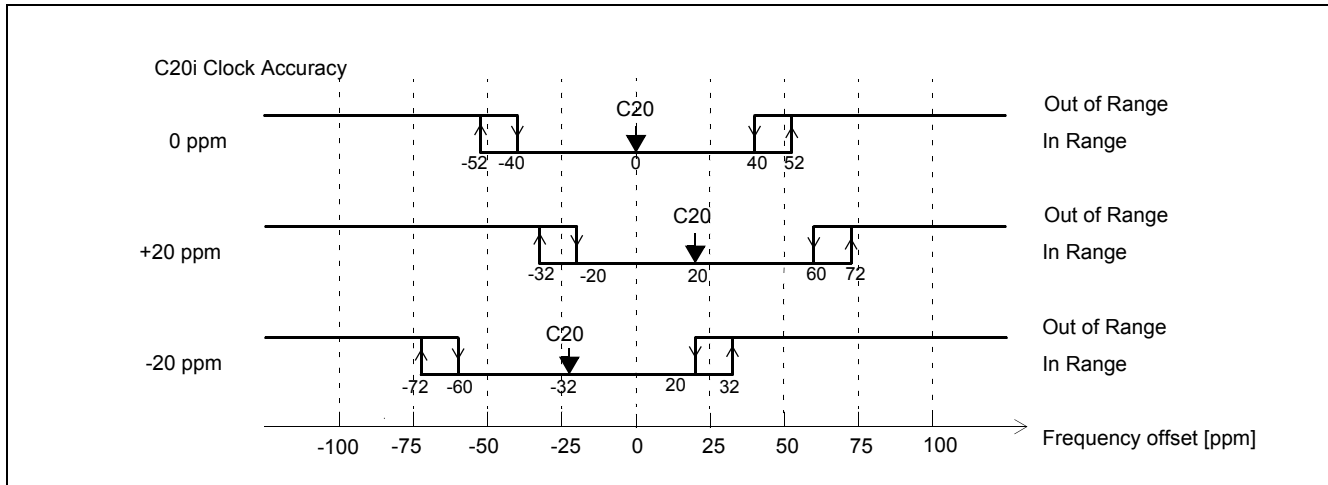 C20i Clock Accuracy
C20
Out of Range
0 ppm
In Range
-52 -40 0 40 52
C20
Out of Range
+20 ppm
In Range
-32 -20 20 60 72
C20
Out of Range
-20 ppm
In Range
-72 -60 -32 20 32
-100 -75 -50 -25 0 25 50 75 100
Frequency offset [ppm]